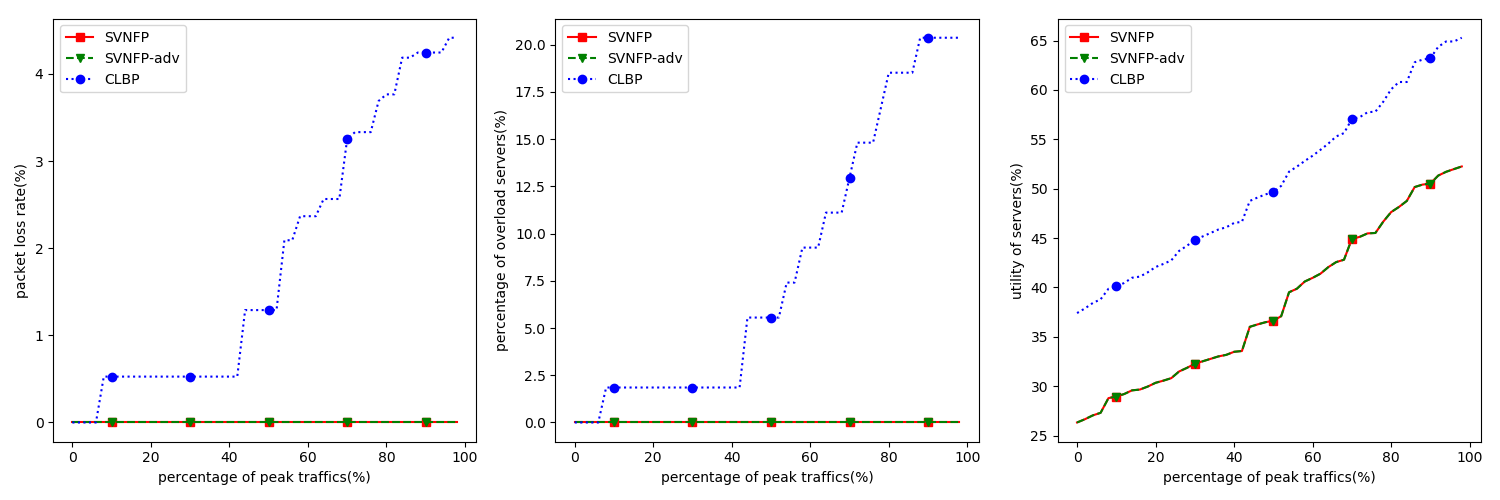 SVNFP
SVNFP-adv
CLBP
packet loss rate(%)
4
3
2
1
0
0 20 40 60 80 100
percentage of peak traffics(%)
SVNFP
SVNFP-adv
CLBP
percentage of overload servers(%)
20.0
17.5
15.0
12.5
10.0
7.5
5.0
2.5
0.0
0 20 40 60 80 100
percentage of peak traffics(%)
SVNFP
SVNFP-adv
CLBP
utility of servers(%)
65
60
55
50
45
40
35
30
25
0 20 40 60 80 100
percentage of peak traffics(%)